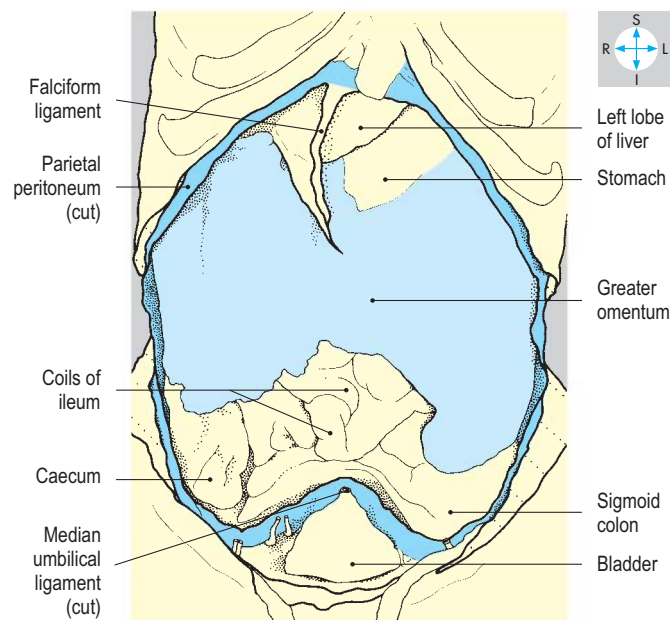 Falciform
ligament
Parietal
peritoneum
(cut)
Coils of
ileum
Caecum
Median
umbilical
ligament
(cut)
S
R L
I
Left lobe
of liver
Stomach
Greater
omentum
Sigmoid
colon
Bladder